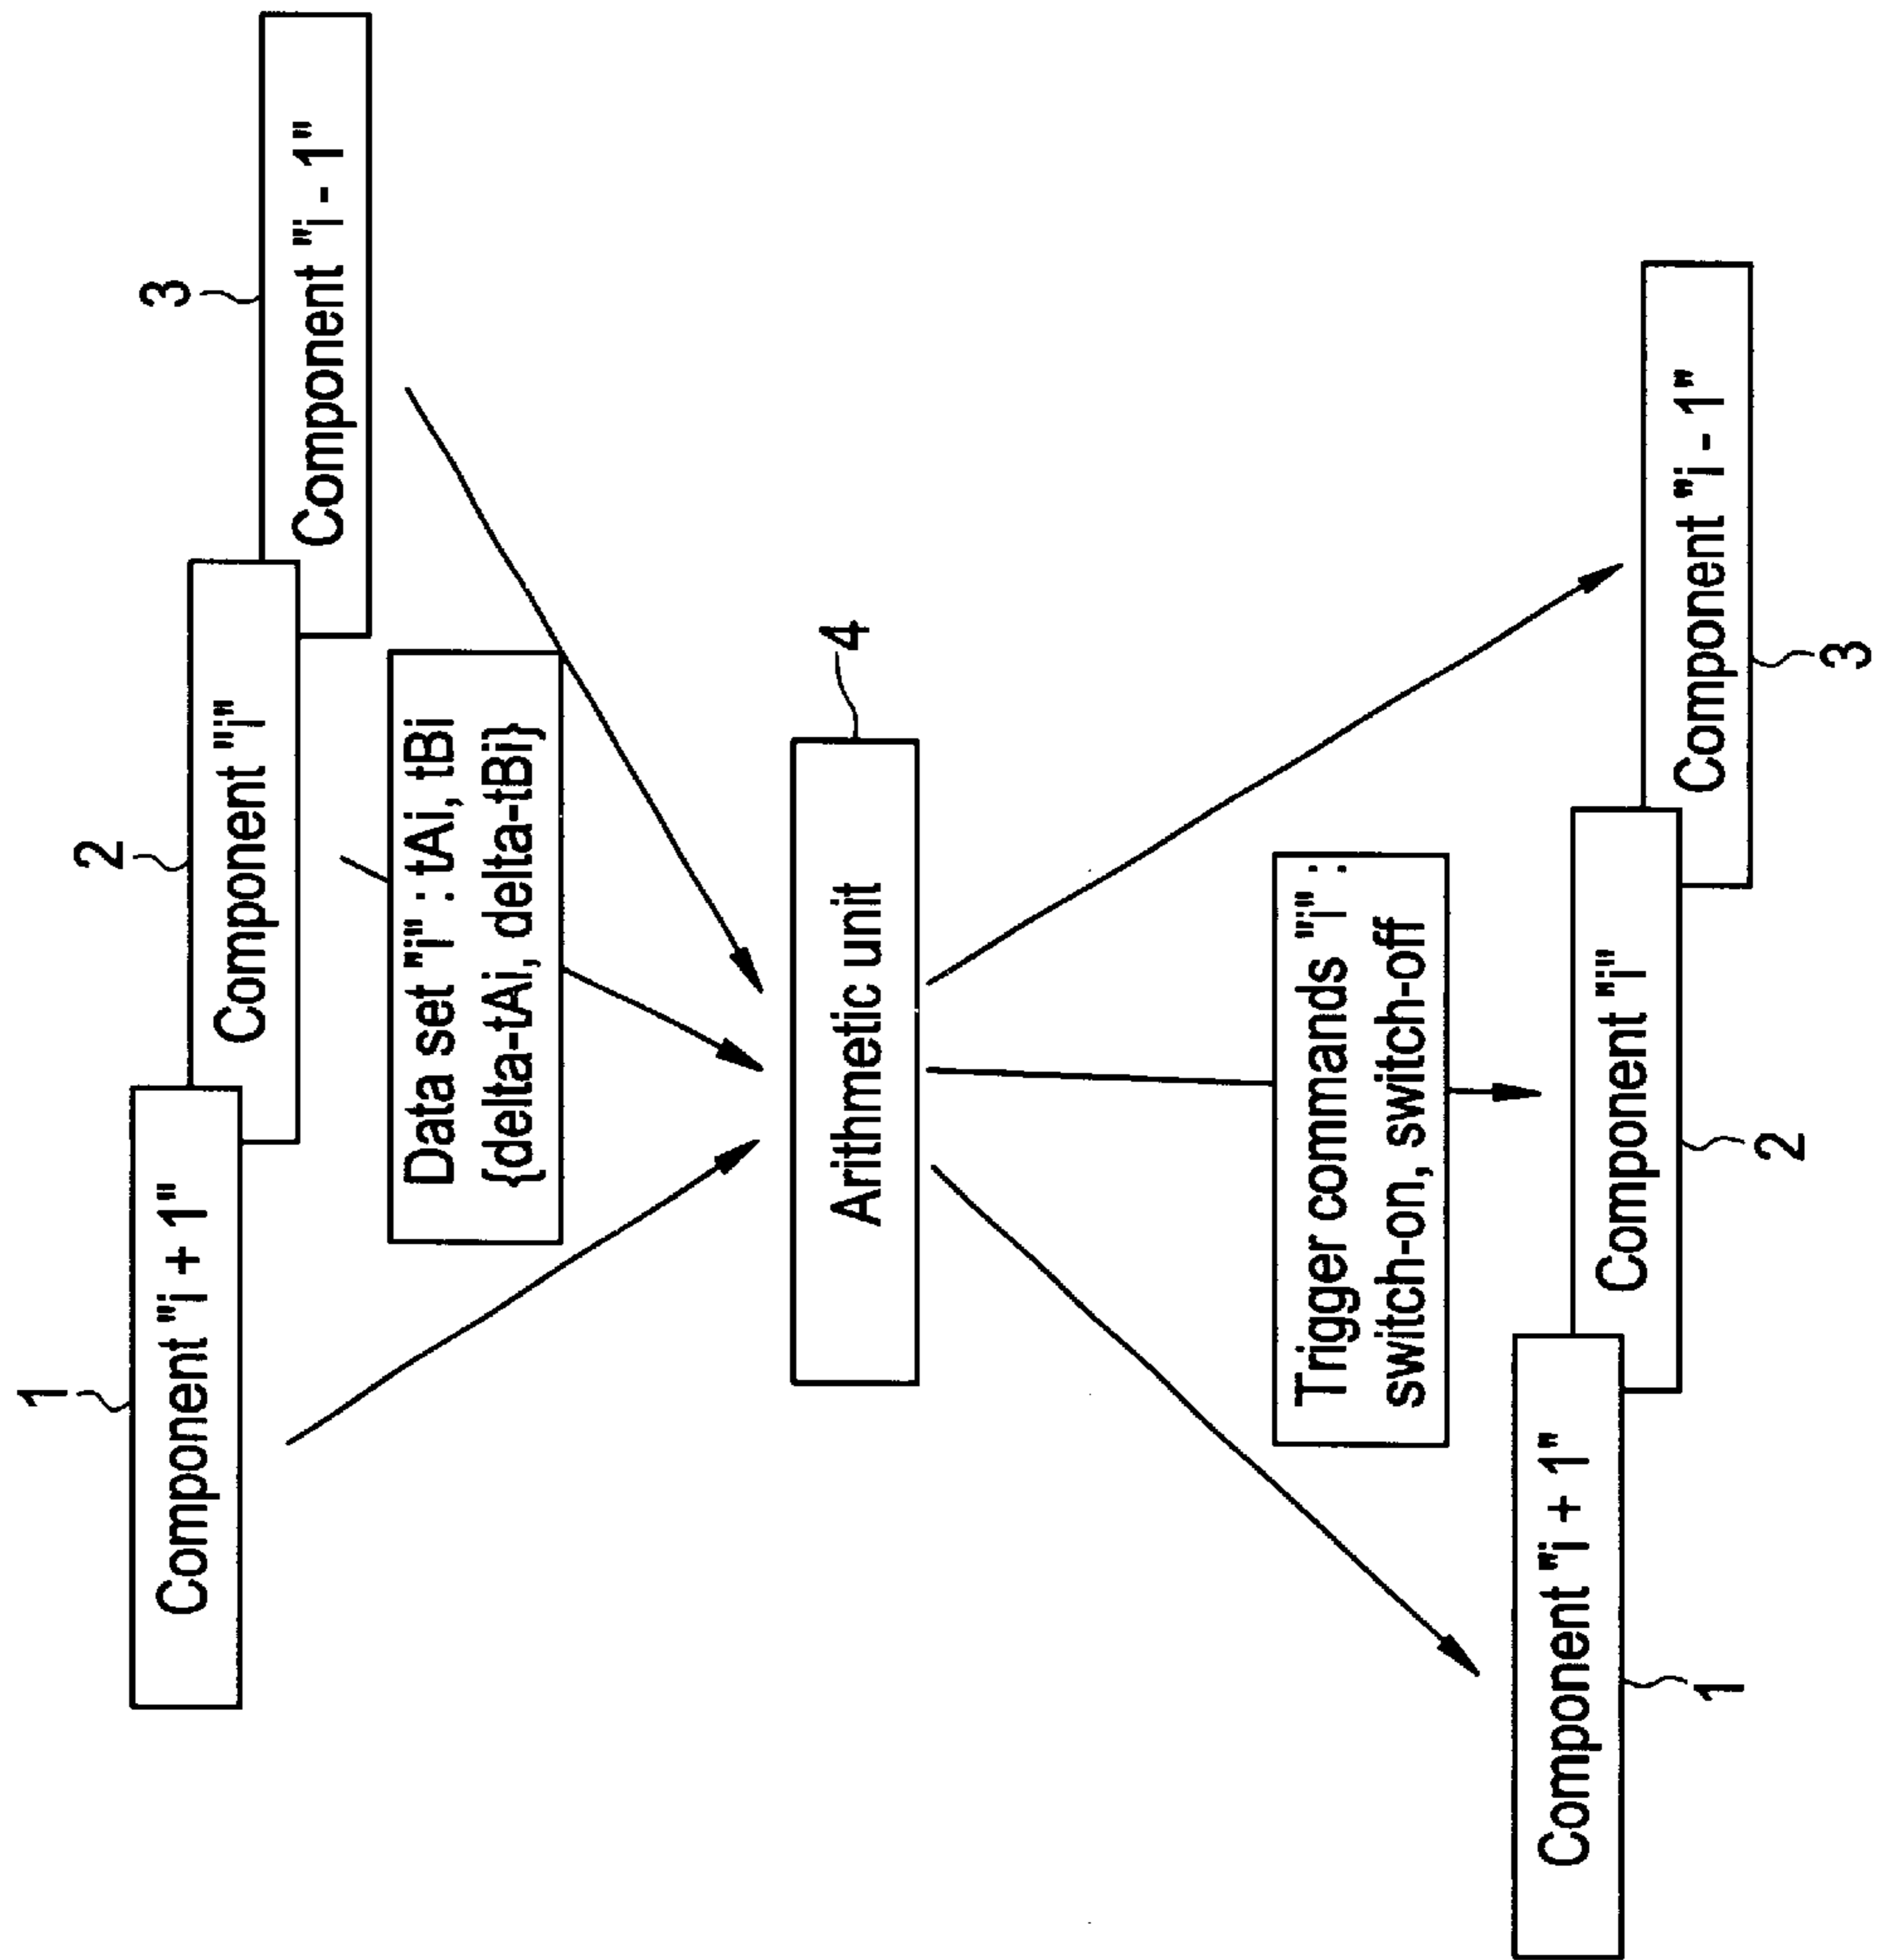 1
Component "i + 1"
2
Component "i"
3
Component "i - 1"
Data set "i" : tAi, tBi
{delta-tAi, delta-tBi}
Arithmetic unit
4
Trigger commands "i" :
switch-on, switch-off
Component "i + 1"
1
Component "i"
2
Component "i - 1"
3